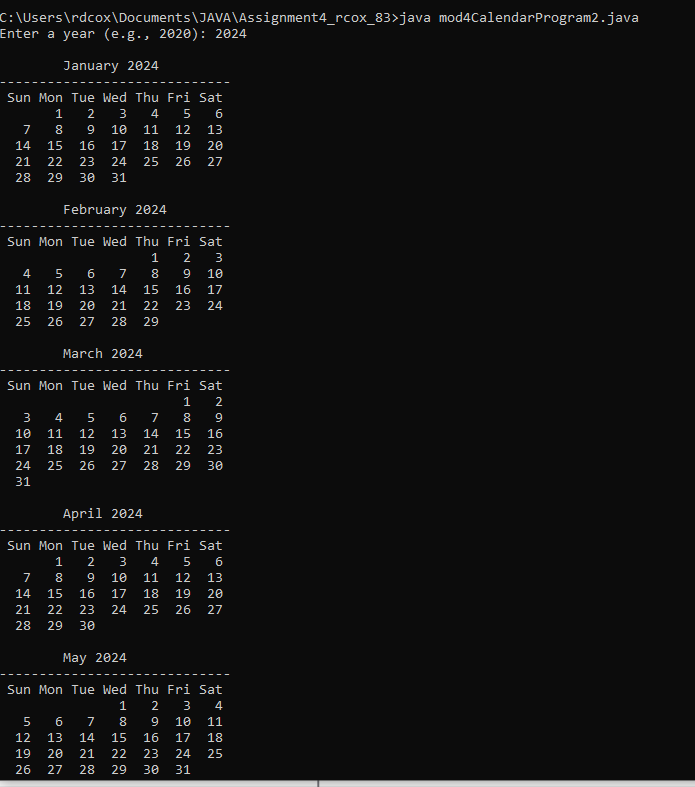 C:\Users\rdcox\Documents\JAVA\Assignment4_rcox_83>java mod4CalendarProgram2.java
Enter a year (e.g., 2020): 2024
        January 2024
-----------------------------
 Sun Mon Tue Wed Thu Fri Sat
       1   2   3   4   5   6
   7   8   9  10  11  12  13
  14  15  16  17  18  19  20
  21  22  23  24  25  26  27
  28  29  30  31
        February 2024
-----------------------------
 Sun Mon Tue Wed Thu Fri Sat
                   1   2   3
   4   5   6   7   8   9  10
  11  12  13  14  15  16  17
  18  19  20  21  22  23  24
  25  26  27  28  29
        March 2024
-----------------------------
 Sun Mon Tue Wed Thu Fri Sat
                       1   2
   3   4   5   6   7   8   9
  10  11  12  13  14  15  16
  17  18  19  20  21  22  23
  24  25  26  27  28  29  30
  31
        April 2024
-----------------------------
 Sun Mon Tue Wed Thu Fri Sat
       1   2   3   4   5   6
   7   8   9  10  11  12  13
  14  15  16  17  18  19  20
  21  22  23  24  25  26  27
  28  29  30
        May 2024
-----------------------------
 Sun Mon Tue Wed Thu Fri Sat
               1   2   3   4
   5   6   7   8   9  10  11
  12  13  14  15  16  17  18
  19  20  21  22  23  24  25
  26  27  28  29  30  31